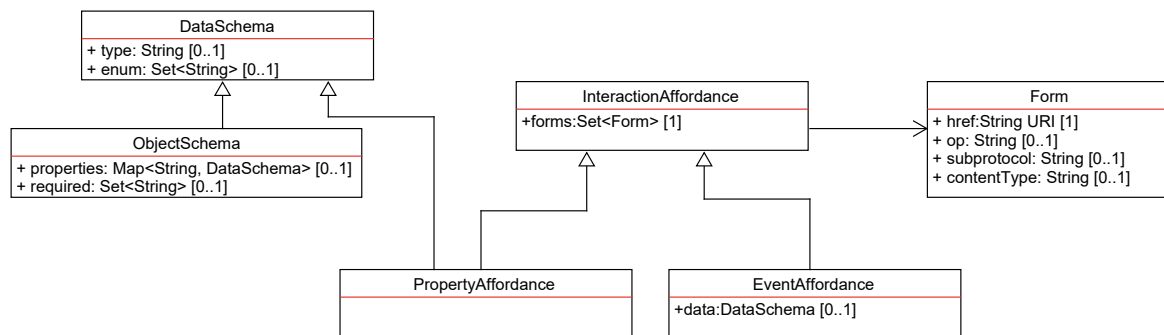 DataSchema
+ type: String [0..1]
+ enum: Set<String> [0..1]
ObjectSchema
+ properties: Map<String, DataSchema> [0..1]
+ required: Set<String> [0..1]
InteractionAffordance
+forms:Set<Form> [1]
Form
+ href:String URI [1]
+ op: String [0..1]
+ subprotocol: String [0..1]
+ contentType: String [0..1]
PropertyAffordance
EventAffordance
+data:DataSchema [0..1]